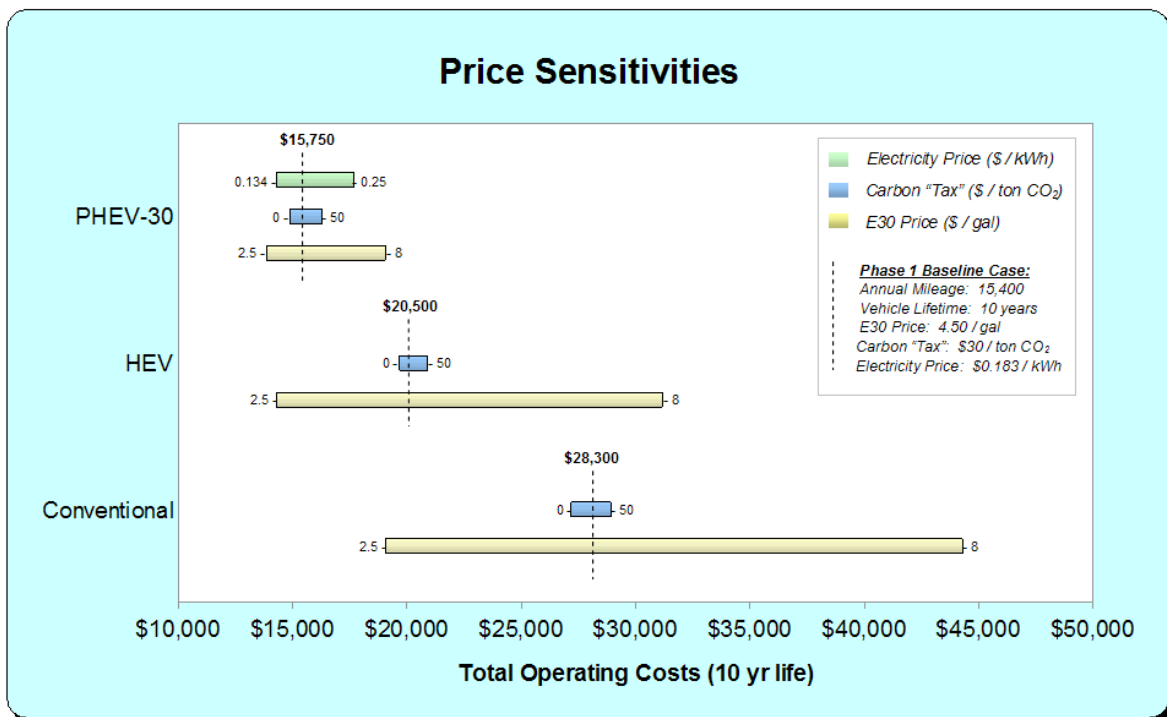 Price Sensitivities
$15,750
0.134
0.25
PHEV-30
0
50
2.5
8
$20,500
HEV
0
50
2.5
8
$28,300
Conventional
0
50
2.5
8
Electricity Price ($ / kWh)
Carbon “Tax” ($ / ton CO₂)
E30 Price ($ / gal)
Phase 1 Baseline Case:
Annual Mileage: 15,400
Vehicle Lifetime: 10 years
E30 Price: 4.50 / gal
Carbon “Tax”: $30 / ton CO₂
Electricity Price: $0.183 / kWh
$10,000 $15,000 $20,000 $25,000 $30,000 $35,000 $40,000 $45,000 $50,000
Total Operating Costs (10 yr life)